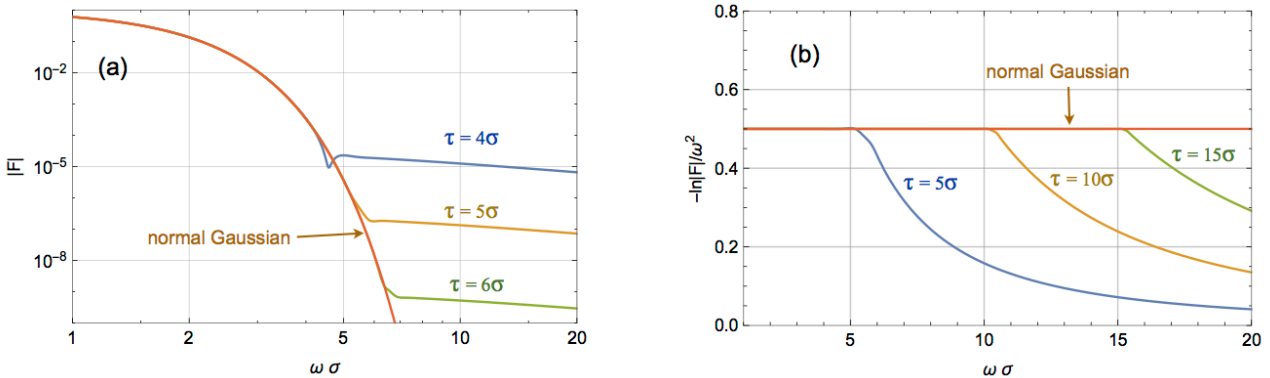 (a)
|F|
10⁻²
10⁻⁵
10⁻⁸
τ = 4σ
τ = 5σ
normal Gaussian
τ = 6σ
1 2 5 10 20
ω σ
(b)
−ln|F|/ω²
0.8
0.6
0.4
0.2
0.0
normal Gaussian
τ = 15σ
τ = 10σ
τ = 5σ
5 10 15 20
ω σ